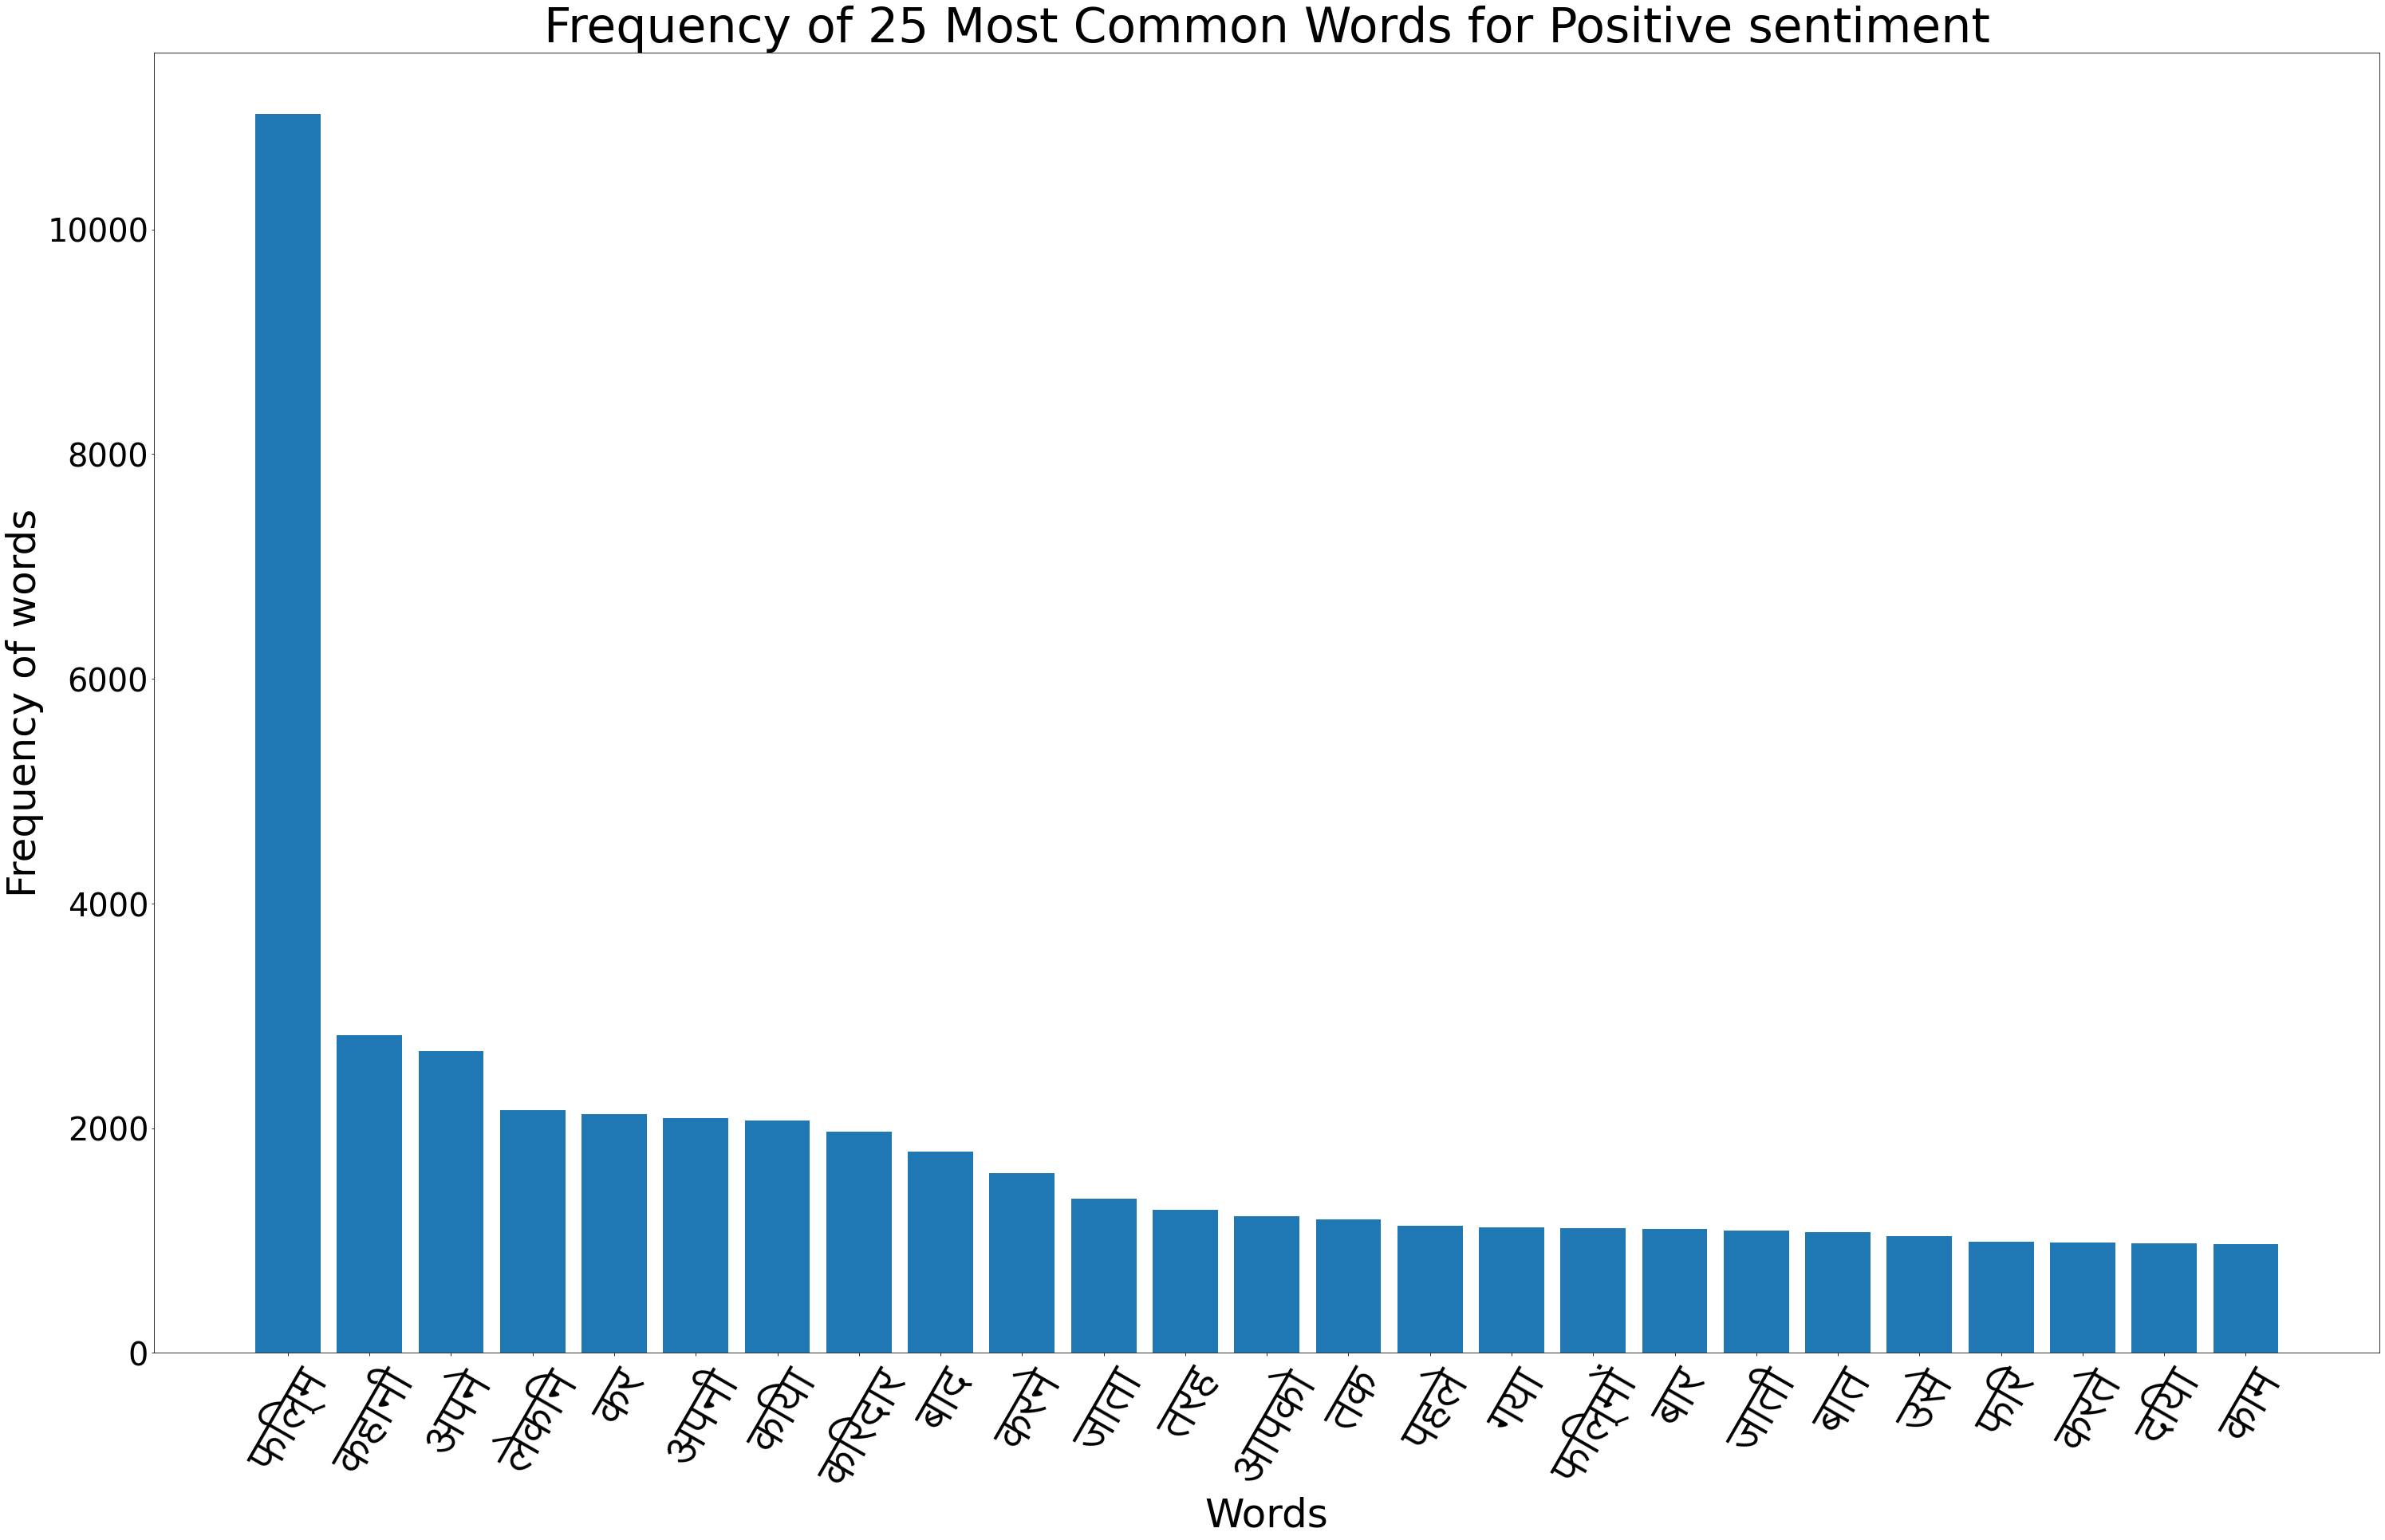 Frequency of 25 Most Common Words for Positive sentiment
Frequency of words
10000
8000
6000
4000
2000
0
फिल्म कहानी अपने लेकिन कर अपनी किया किरदार बाद करने जाता तरह आपको तक पहले गया फिल्मों बार जाती बात उसे फिर करते दिया काम
Words